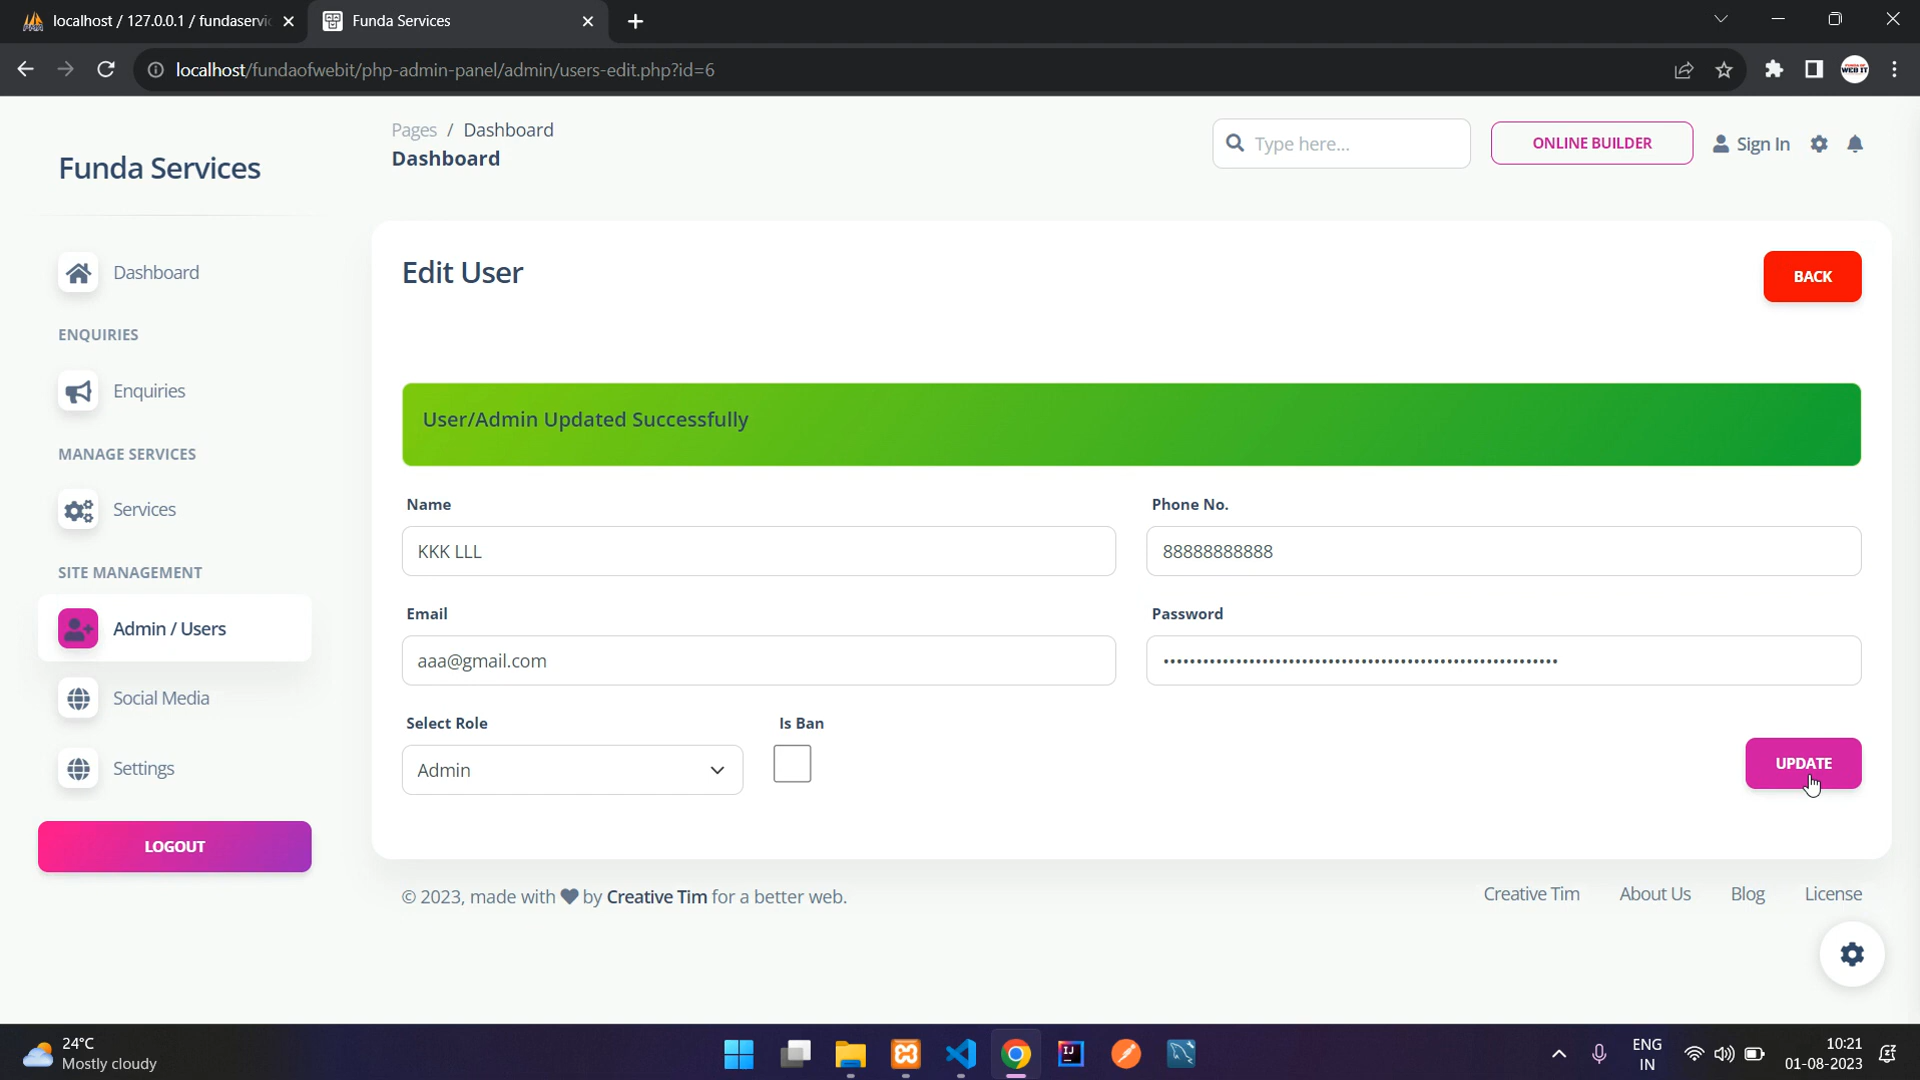 localhost / 127.0.0.1 / fundaservi
Funda Services
localhost/fundaofwebit/php-admin-panel/admin/users-edit.php?id=6
WEB IT
Funda Services
Pages / Dashboard
Dashboard
Type here...
ONLINE BUILDER
Sign In
Dashboard
ENQUIRIES
Enquiries
MANAGE SERVICES
Services
SITE MANAGEMENT
Admin / Users
Social Media
Settings
LOGOUT
Edit User
BACK
User/Admin Updated Successfully
Name
Phone No.
KKK LLL
88888888888
Email
Password
aaa@gmail.com
Select Role
Is Ban
Admin
UPDATE
© 2023, made with ♥ by Creative Tim for a better web.
Creative Tim
About Us
Blog
License
24°C
Mostly cloudy
ENG
IN
10:21
01-08-2023